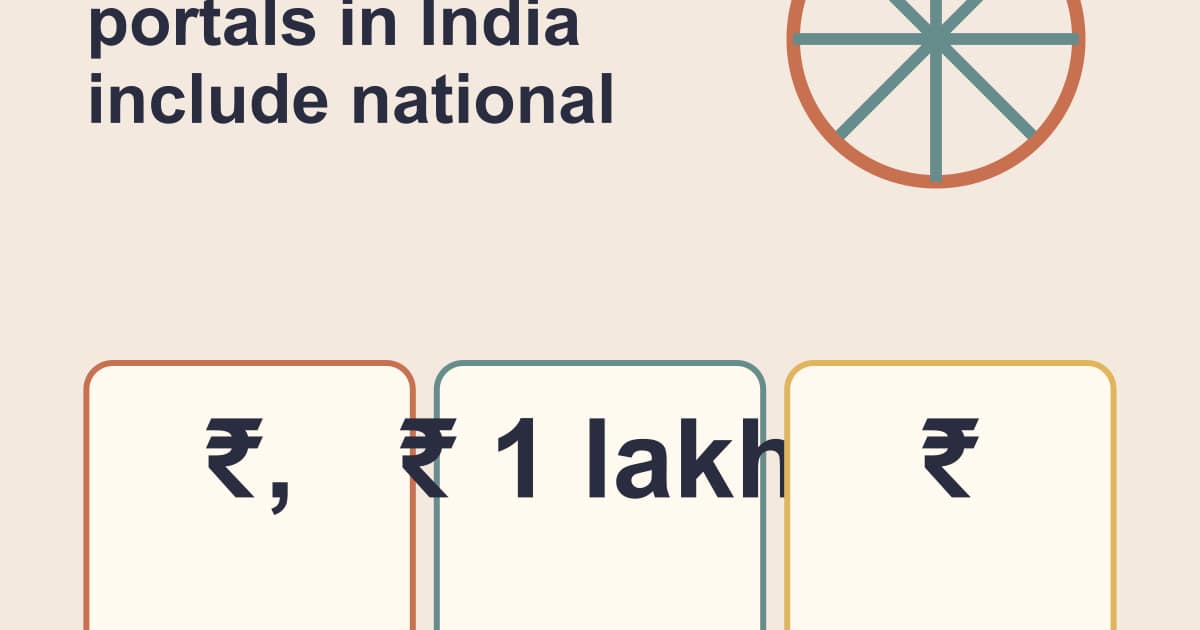 portals in India
include national
₹,
₹ 1 lakh
₹